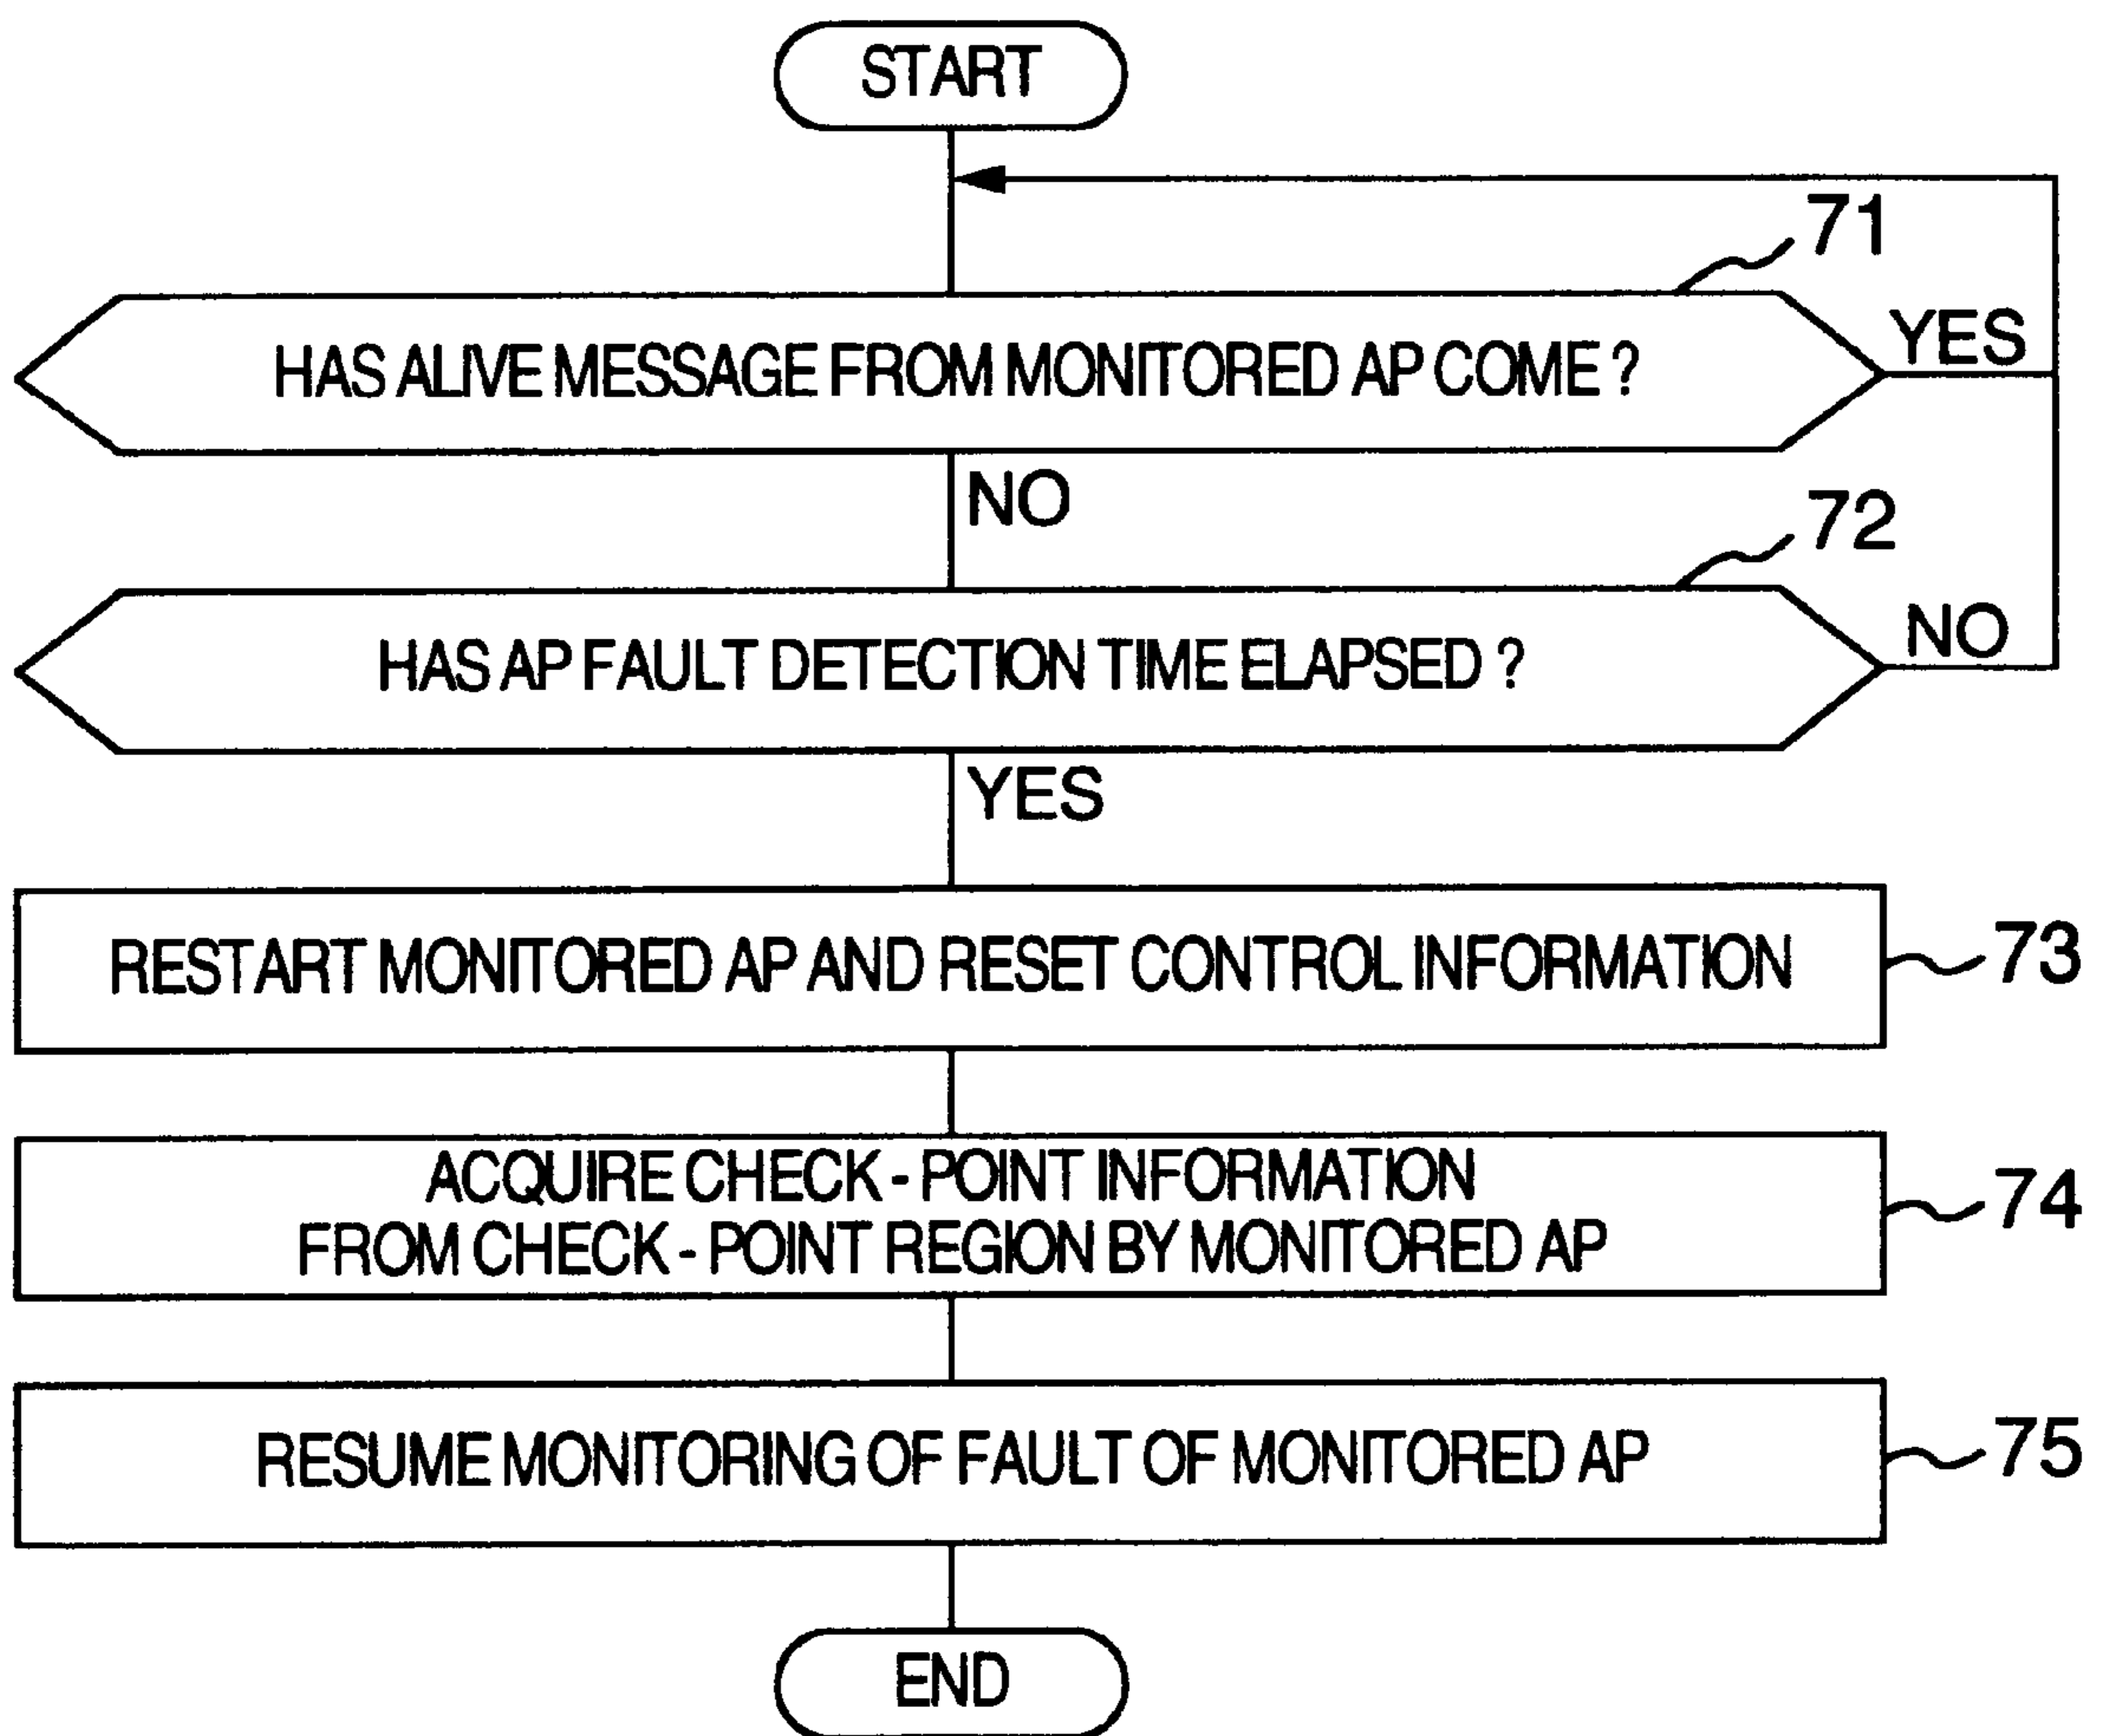 START
71
HAS ALIVE MESSAGE FROM MONITORED AP COME ?
YES
NO
72
HAS AP FAULT DETECTION TIME ELAPSED ?
NO
YES
RESTART MONITORED AP AND RESET CONTROL INFORMATION
73
ACQUIRE CHECK - POINT INFORMATION
FROM CHECK - POINT REGION BY MONITORED AP
74
RESUME MONITORING OF FAULT OF MONITORED AP
75
END